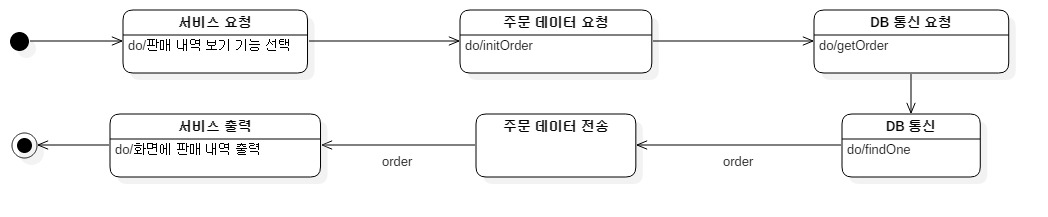 서비스 요청
do/판매 내역 보기 기능 선택
주문 데이터 요청
do/initOrder
DB 통신 요청
do/getOrder
서비스 출력
do/화면에 판매 내역 출력
order
주문 데이터 전송
order
DB 통신
do/findOne